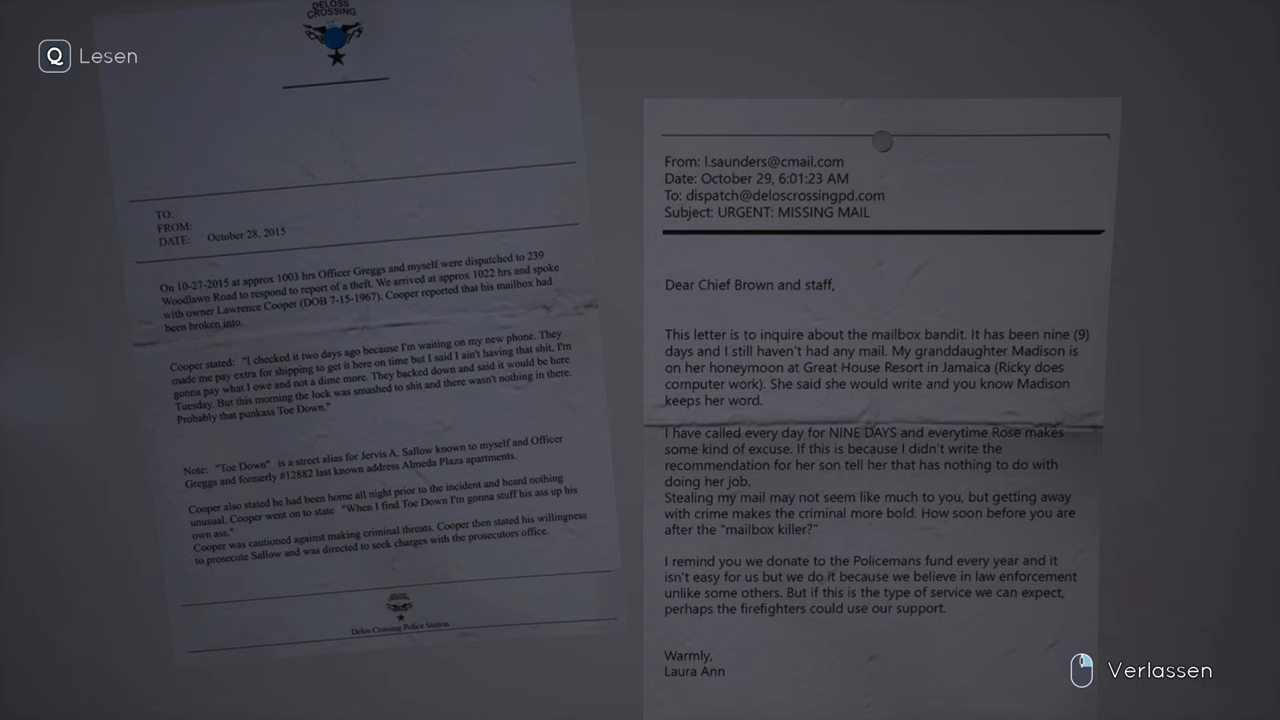 Q Lesen
DELOSS
CROSSING
TO:
FROM:
DATE: October 28, 2015
On 10-27-2015 at approx 1003 hrs Officer Greggs and myself were dispatched to 239
Woodlawn Road to respond to report of a theft. We arrived at approx 1022 hrs and spoke
with owner Lawrence Cooper (DOB 7-15-1967). Cooper reported that his mailbox had
been broken into.
Cooper stated: "I checked it two days ago because I'm waiting on my new phone. They
made me pay extra for shipping to get it here on time but I said I ain't having that shit, I'm
gonna pay what I owe and not a dime more. They backed down and said it would be here
Tuesday. But this morning the lock was smashed to shit and there wasn't nothing in there.
Probably that punkass Toe Down."
Note: "Toe Down" is a street alias for Jervis A. Sallow known to myself and Officer
Greggs and formerly #12882 last known address Almeda Plaza apartments.
Cooper also stated he had been home all night prior to the incident and heard nothing
unusual. Cooper went on to state "When I find Toe Down I'm gonna stuff his ass up his
own ass."
Cooper was cautioned against making criminal threats. Cooper then stated his willingness
to prosecute Sallow and was directed to seek charges with the prosecutors office.
Delos Crossing Police Station
From: l.saunders@cmail.com
Date: October 29, 6:01:23 AM
To: dispatch@deloscrossingpd.com
Subject: URGENT: MISSING MAIL
Dear Chief Brown and staff,
This letter is to inquire about the mailbox bandit. It has been nine (9)
days and I still haven't had any mail. My granddaughter Madison is
on her honeymoon at Great House Resort in Jamaica (Ricky does
computer work). She said she would write and you know Madison
keeps her word.
I have called every day for NINE DAYS and everytime Rose makes
some kind of excuse. If this is because I didn't write the
recommendation for her son tell her that has nothing to do with
doing her job.
Stealing my mail may not seem like much to you, but getting away
with crime makes the criminal more bold. How soon before you are
after the "mailbox killer?"
I remind you we donate to the Policemans fund every year and it
isn't easy for us but we do it because we believe in law enforcement
unlike some others. But if this is the type of service we can expect,
perhaps the firefighters could use our support.
Warmly,
Laura Ann
Verlassen